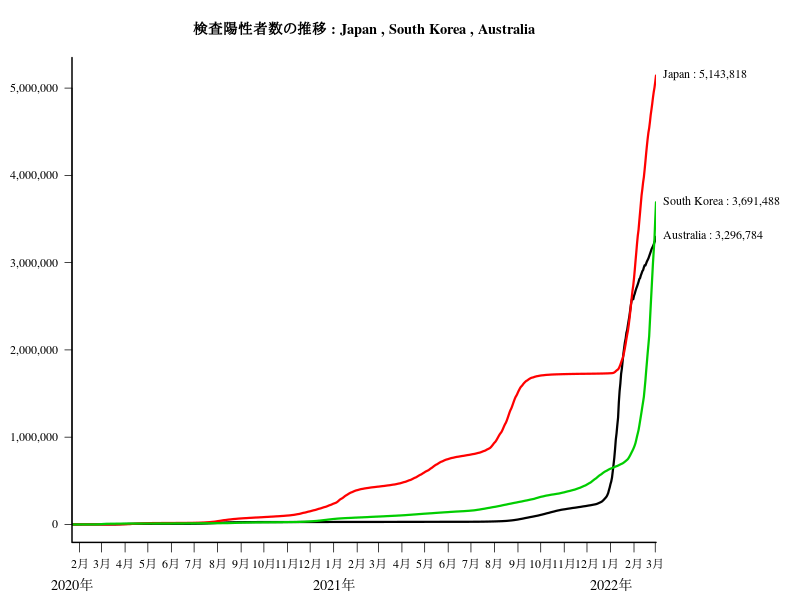 検査陽性者数の推移 : Japan , South Korea , Australia
5,000,000
4,000,000
3,000,000
2,000,000
1,000,000
0
Japan : 5,143,818
South Korea : 3,691,488
Australia : 3,296,784
2月 3月 4月 5月 6月 7月 8月 9月 10月 11月 12月 1月 2月 3月 4月 5月 6月 7月 8月 9月 10月 11月 12月 1月 2月 3月
2020年 2021年 2022年